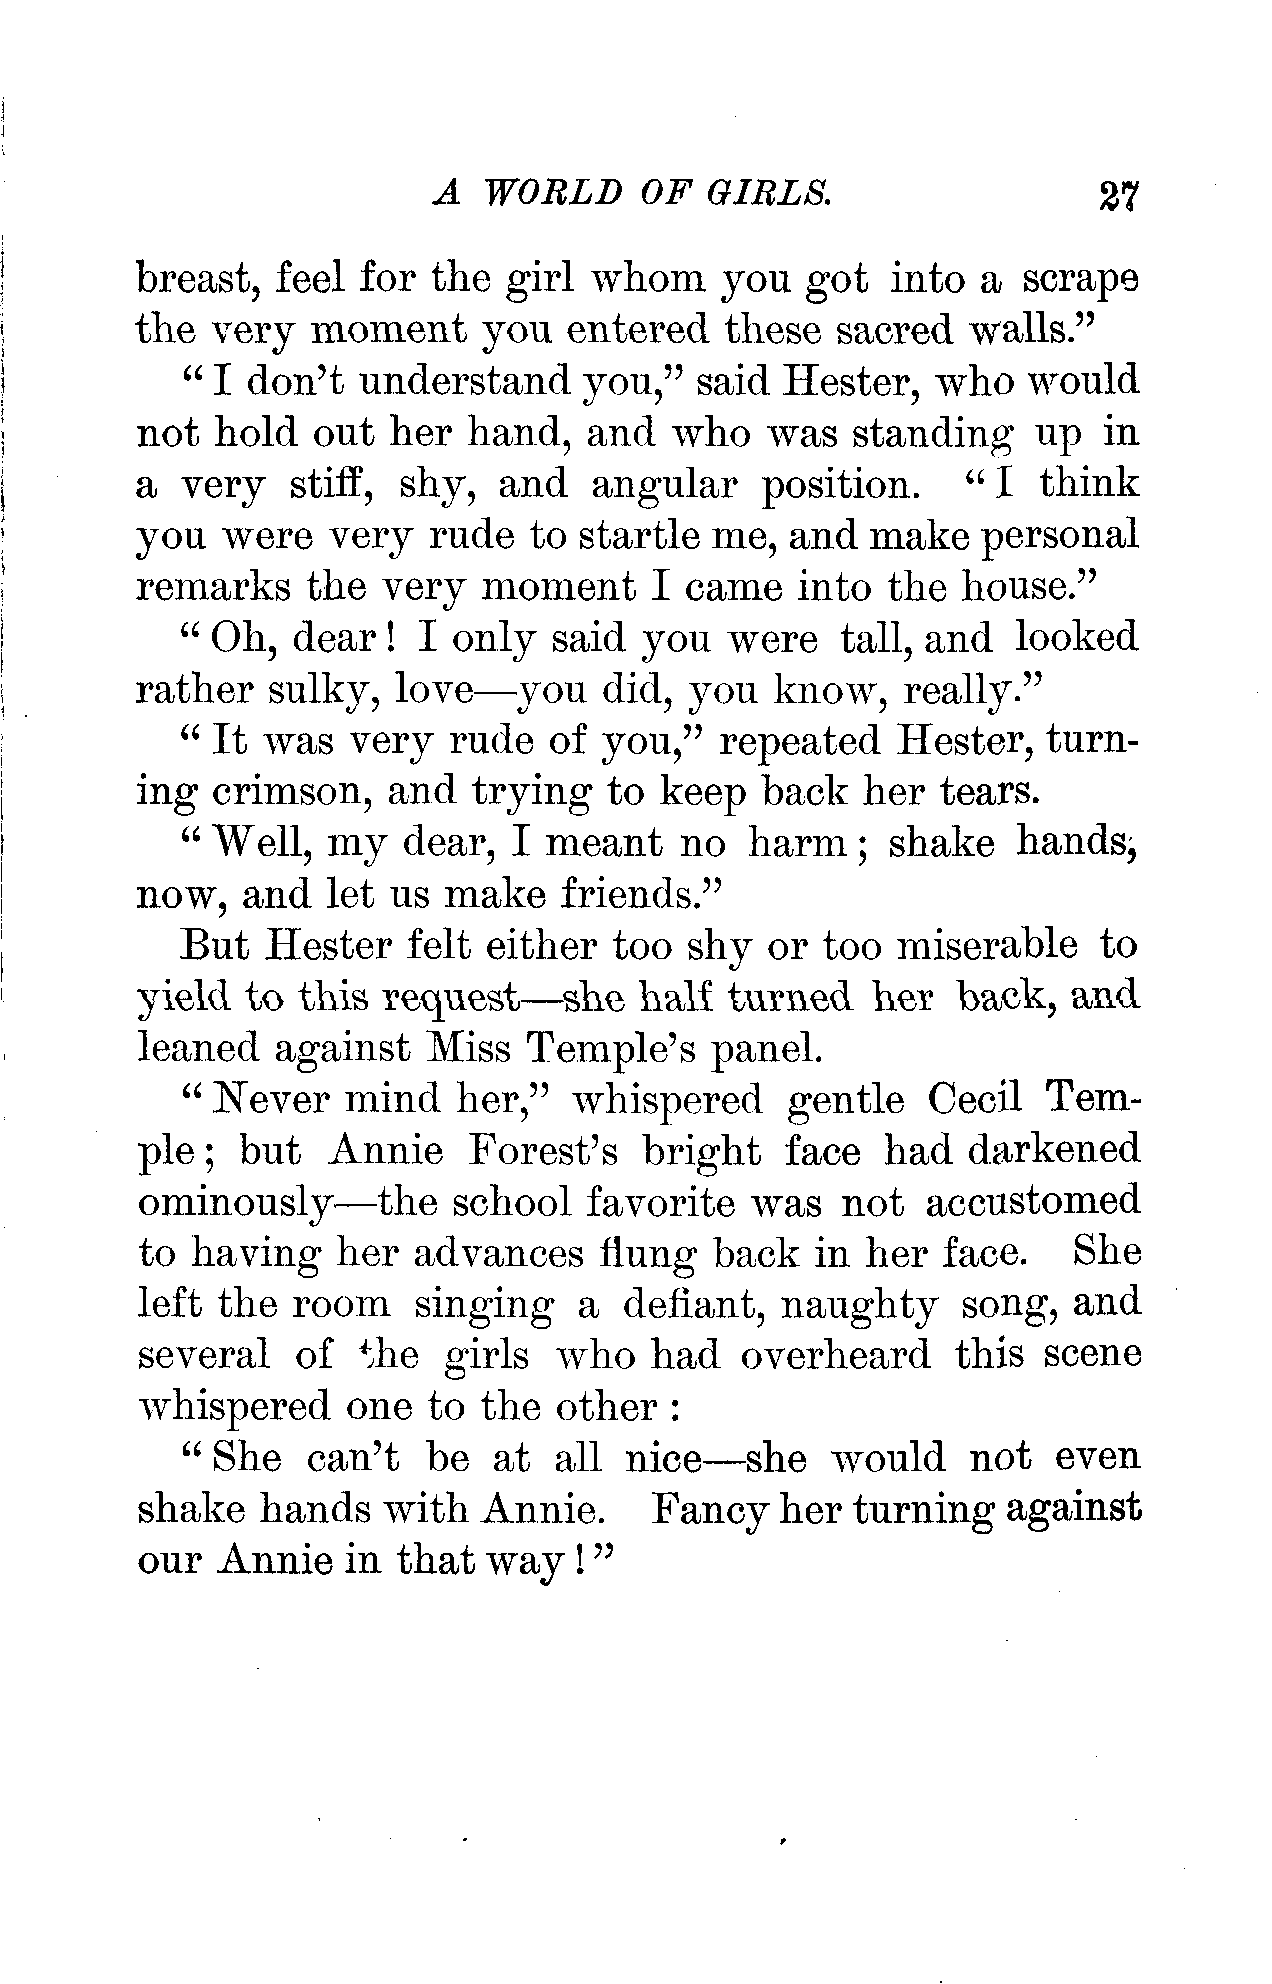 A WORLD OF GIRLS. 27
breast, feel for the girl whom you got into a scrape
the very moment you entered these sacred walls.”
“ I don’t understand you,” said Hester, who would
not hold out her hand, and who was standing up in
a very stiff, shy, and angular position. “ I think
you were very rude to startle me, and make personal
remarks the very moment I came into the house.”
“ Oh, dear ! I only said you were tall, and looked
rather sulky, love—you did, you know, really.”
“ It was very rude of you,” repeated Hester, turn-
ing crimson, and trying to keep back her tears.
“ Well, my dear, I meant no harm ; shake hands,
now, and let us make friends.”
But Hester felt either too shy or too miserable to
yield to this request—she half turned her back, and
leaned against Miss Temple’s panel.
“ Never mind her,” whispered gentle Cecil Tem-
ple ; but Annie Forest’s bright face had darkened
ominously—the school favorite was not accustomed
to having her advances flung back in her face. She
left the room singing a defiant, naughty song, and
several of the girls who had overheard this scene
whispered one to the other :
“ She can’t be at all nice—she would not even
shake hands with Annie. Fancy her turning against
our Annie in that way ! ”